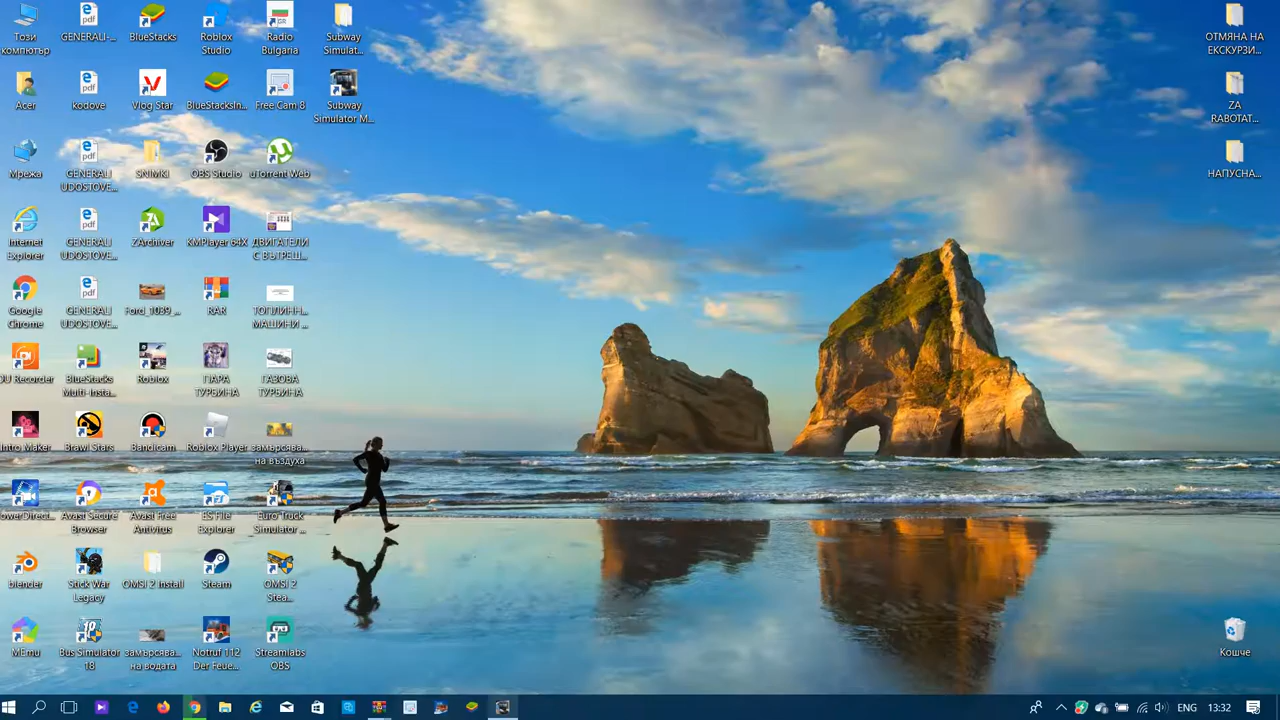 Този
компютър
GENERALI-...
BlueStacks
Roblox
Studio
Radio
Bulgaria
Subway
Simulat...
ОТМЯНА НА
ЕКСКУРЗИ...
Acer
kodove
Vlog Star
BlueStacksIn...
Free Cam 8
Subway
Simulator M...
ZA
RABOTAT...
Мрежа
GENERALI
UDOSTOVE...
SNIMKI
OBS Studio
uTorrent Web
НАПУСНА...
Internet
Explorer
GENERALI
UDOSTOVE...
ZArchiver
KMPlayer 64X
ДВИГАТЕЛИ
С ВЪТРЕШ...
Google
Chrome
GENERALI
UDOSTOVE...
Ford_1039_...
RAR
ТОПЛИНН...
МАШИНИ ...
DU Recorder
BlueStacks
Multi-Insta...
Roblox
ПАРА
ТУРБИНА
ГАЗОВА
ТУРБИНА
Intro Maker
Brawl Stars
Bandicam
Roblox Player
замърсява...
на въздуха
owerDirect...
Avast Secure
Browser
Avast Free
Antivirus
ES File
Explorer
Euro Truck
Simulator ...
blender
Stick War
Legacy
OMSI 2 Install
Steam
OMSI 2
Stea...
MEmu
Bus Simulator
18
замърсява...
на водата
Notruf 112
Der Feue...
Streamlabs
OBS
Кошче
ENG
13:32